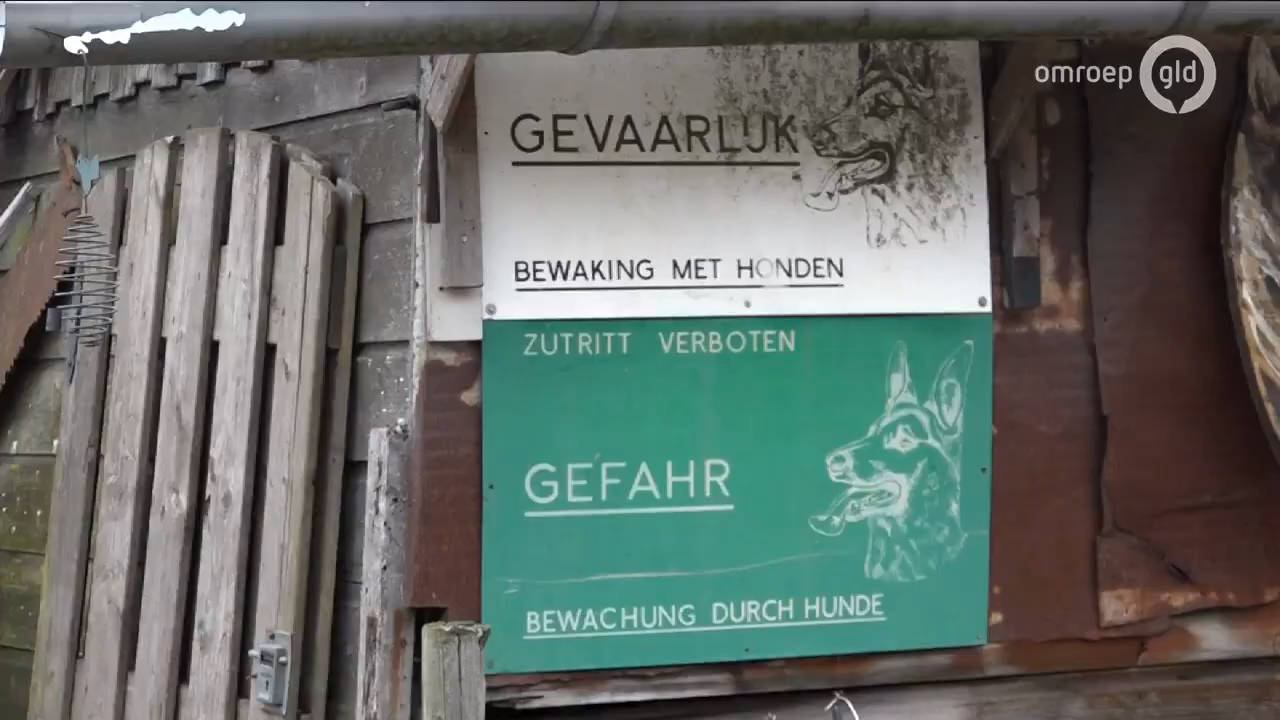 omroep gld
GEVAARLIJK
BEWAKING MET HONDEN
ZUTRITT VERBOTEN
GEFAHR
BEWACHUNG DURCH HUNDE